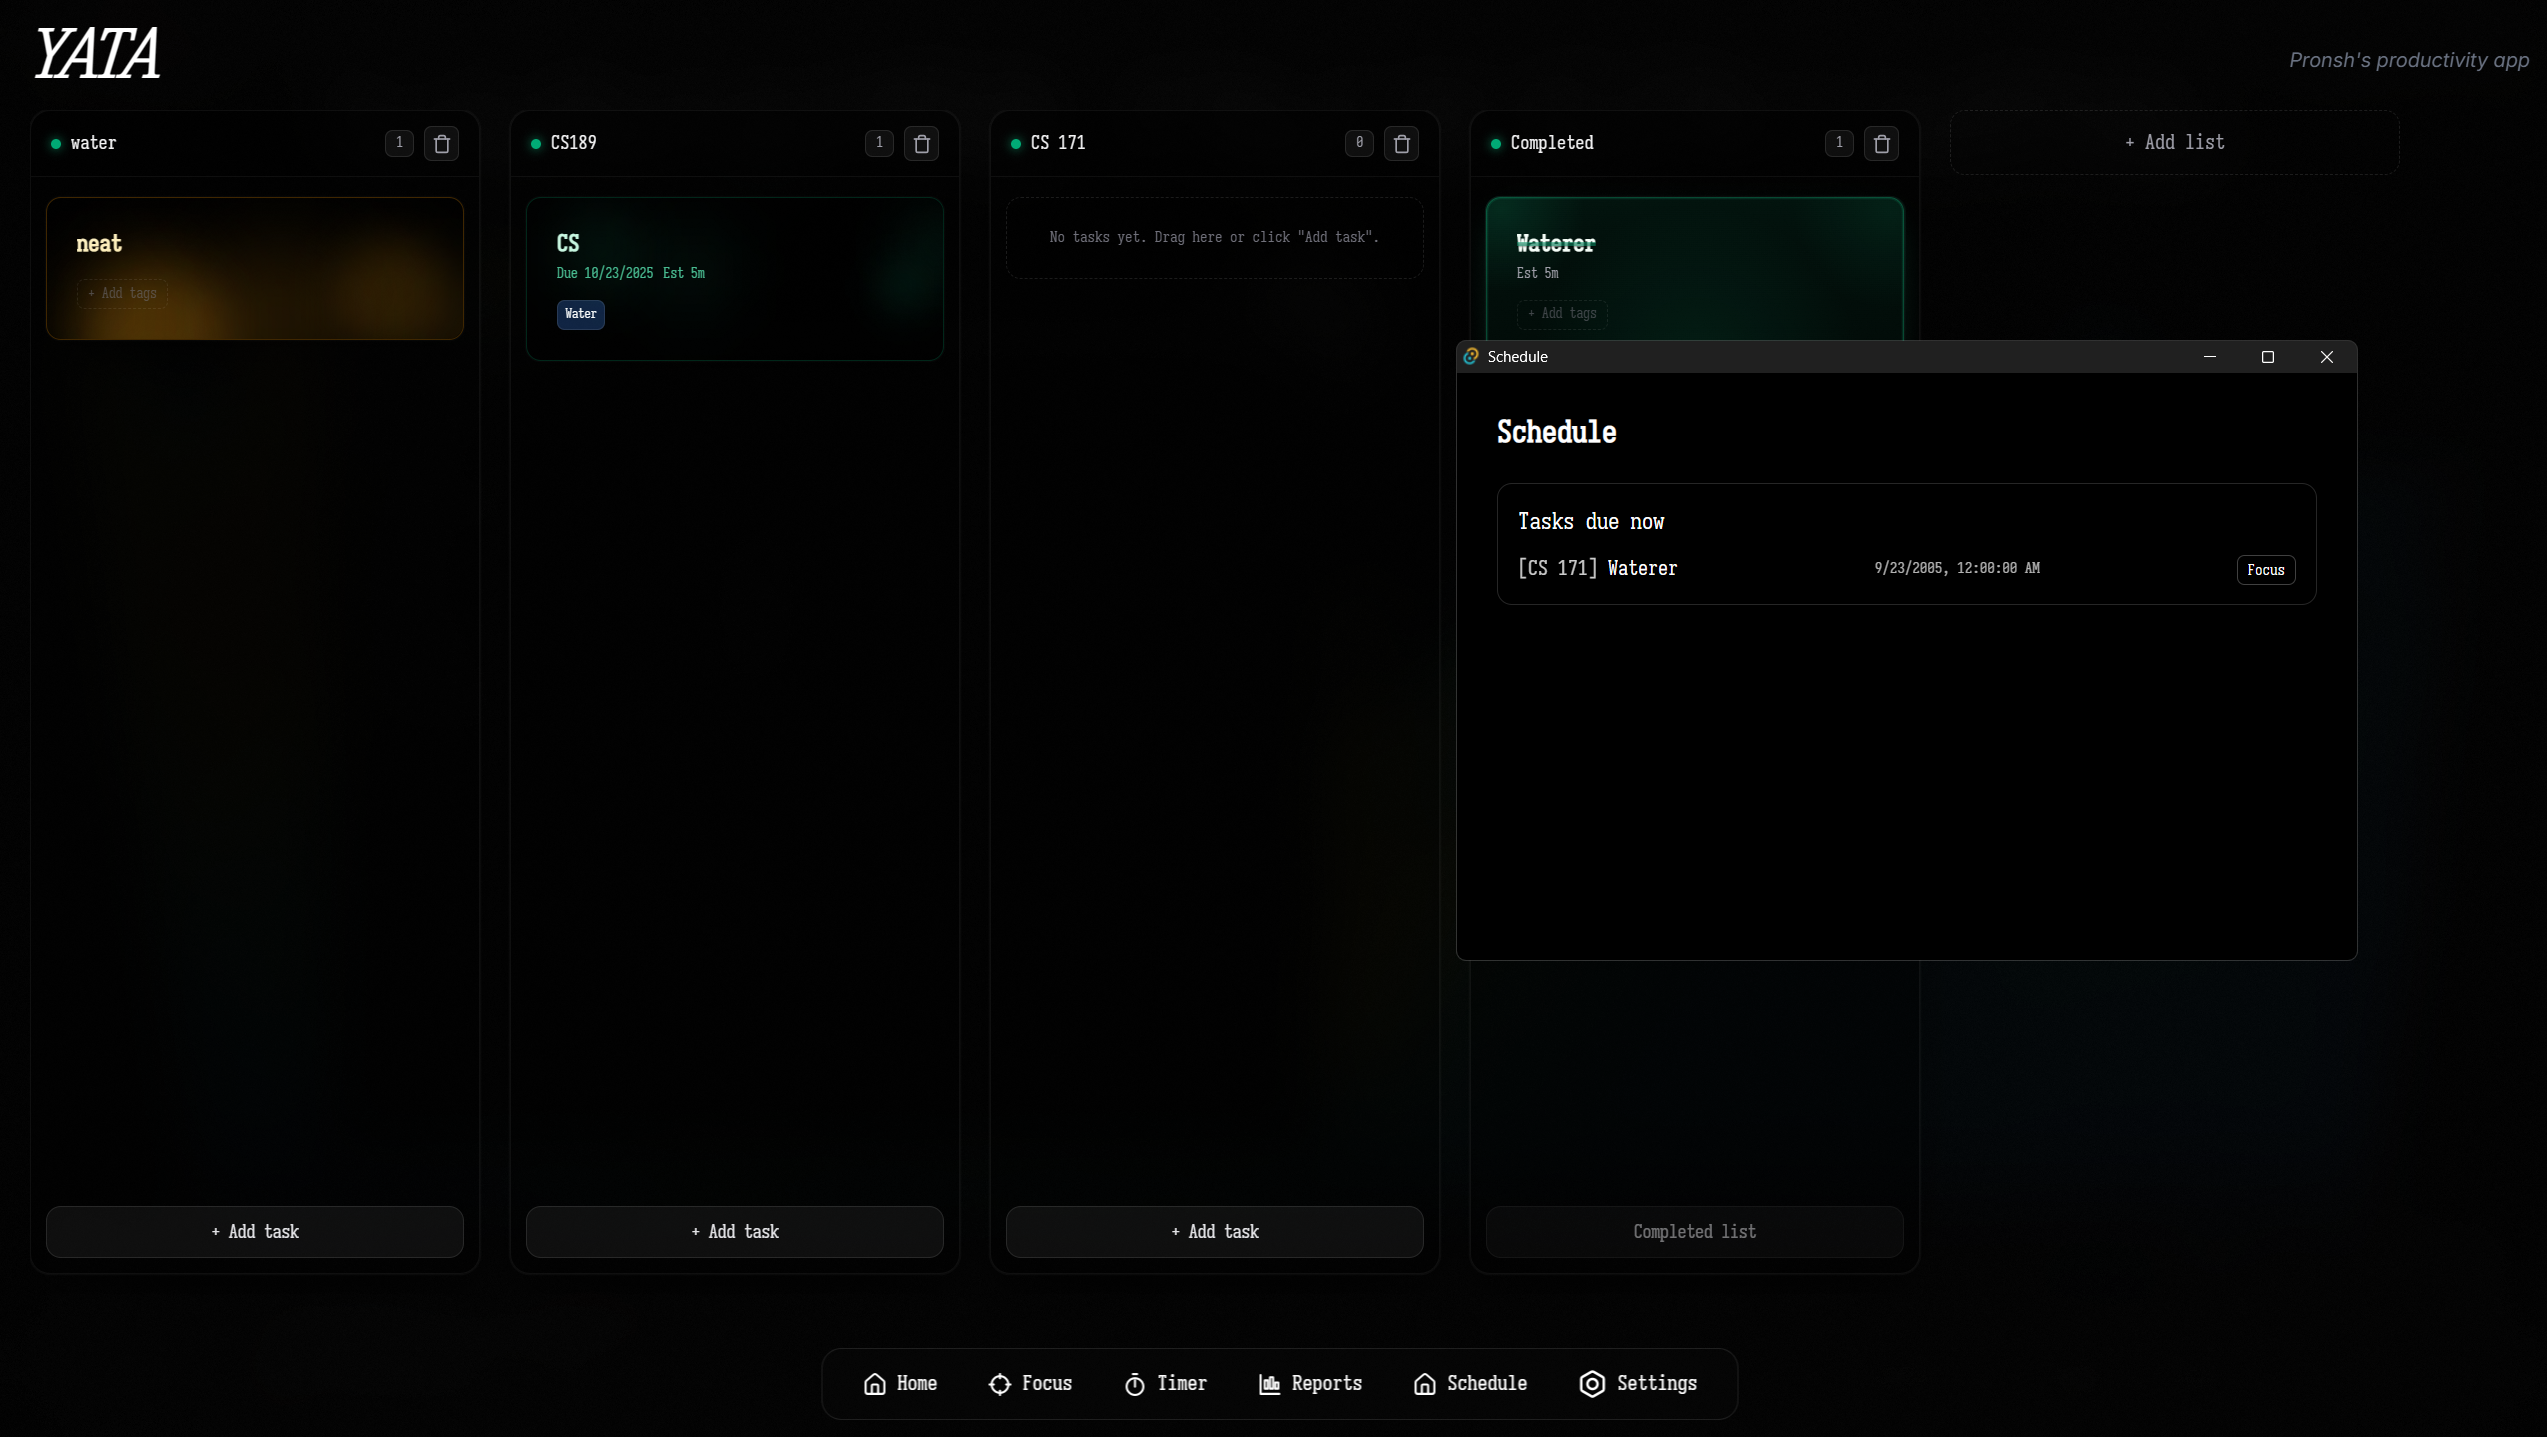 YATA
Pronsh's productivity app
water
1
neat
+ Add tags
+ Add task
CS189
1
CS
Due 10/23/2025 Est 5m
Water
+ Add task
CS 171
0
No tasks yet. Drag here or click "Add task".
+ Add task
Completed
1
Waterer
Est 5m
+ Add tags
Completed list
+ Add list
Schedule
Schedule
Tasks due now
[CS 171] Waterer 9/23/2005, 12:00:00 AM Focus
Home Focus Timer Reports Schedule Settings